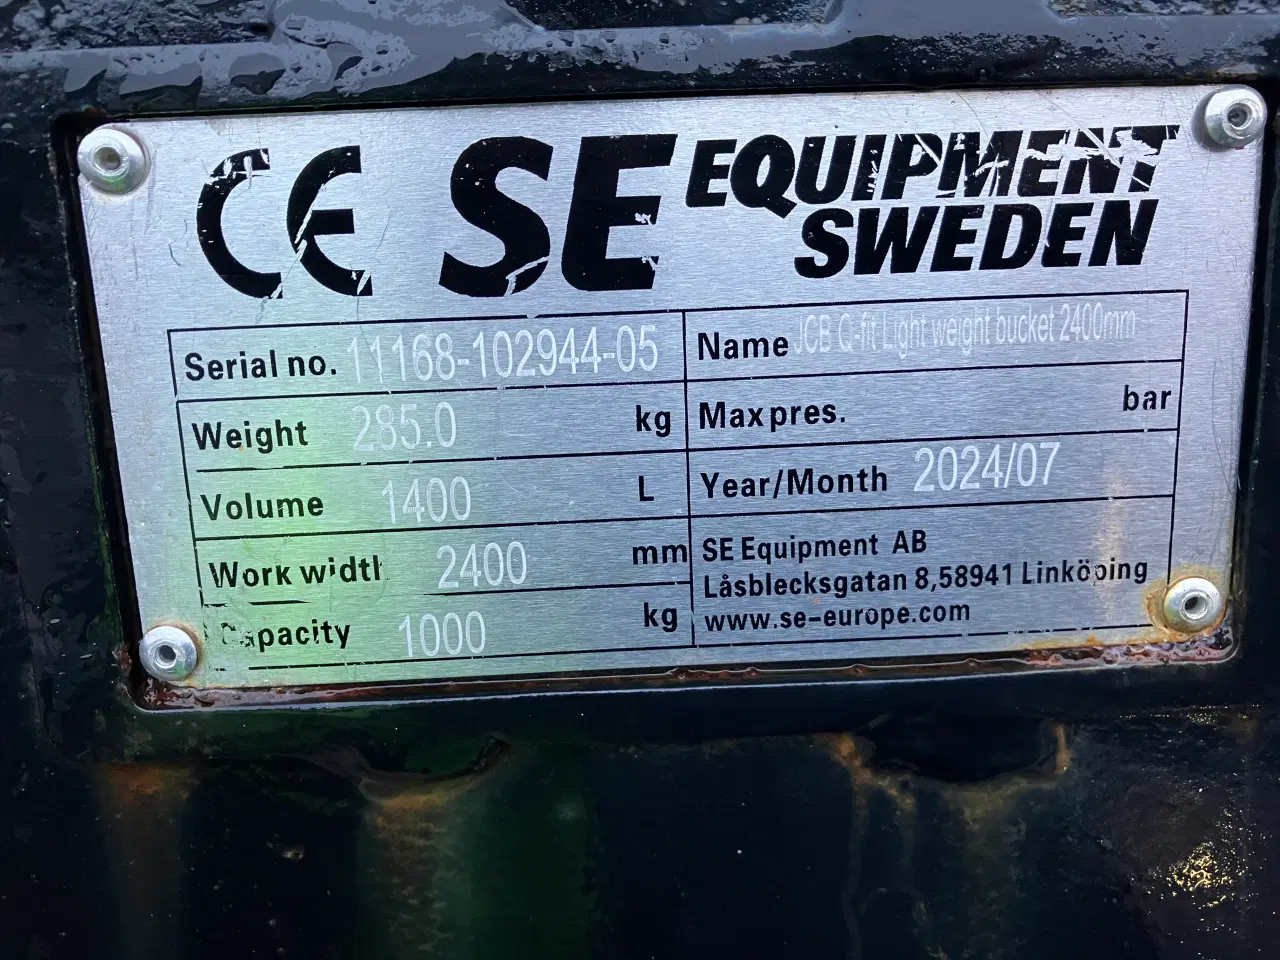 CE SE EQUIPMENT
SWEDEN
Serial no. 11168-102944-05
Name JCB Q-fit Light weight bucket 2400mm
Weight 285.0 kg
Max pres. bar
Volume 1400 L
Year/Month 2024/07
Work width 2400 mm
Capacity 1000 kg
SE Equipment AB
Låsblecksgatan 8,58941 Linköping
www.se-europe.com